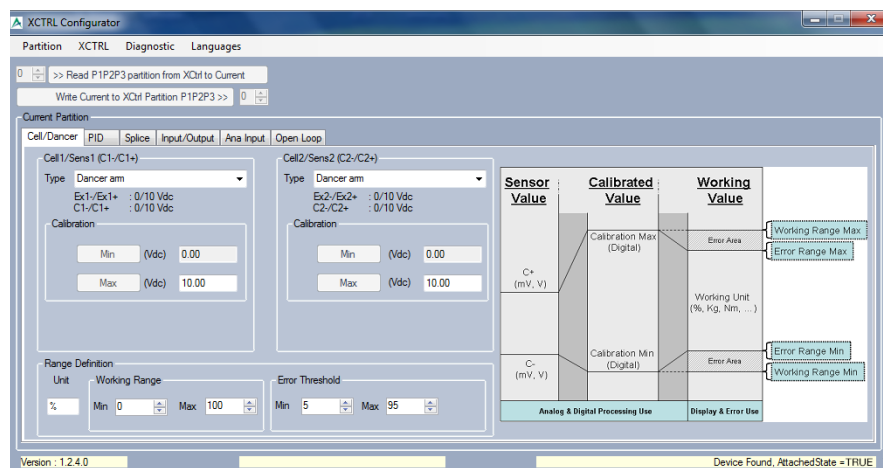 XCTRL Configurator
Partition XCTRL Diagnostic Languages
0 >> Read P1P2P3 partition from XCtrl to Current
Write Current to XCtrl Partition P1P2P3 >> 0
Current Partition
Cell/Dancer PID Splice Input/Output Ana Input Open Loop
Cell1/Sens1 (C1-/C1+)
Type Dancer arm
Ex1-/Ex1+ : 0/10 Vdc
C1-/C1+ : 0/10 Vdc
Calibration
Min (Vdc) 0.00
Max (Vdc) 10.00
Cell2/Sens2 (C2-/C2+)
Type Dancer arm
Ex2-/Ex2+ : 0/10 Vdc
C2-/C2+ : 0/10 Vdc
Calibration
Min (Vdc) 0.00
Max (Vdc) 10.00
Range Definition
Unit
%
Working Range
Min 0 Max 100
Error Threshold
Min 5 Max 95
Sensor
Value
Calibrated
Value
Working
Value
C+
(mV, V)
Calibration Max
(Digital)
Error Area
Working Range Max
Error Range Max
Working Unit
(%, Kg, Nm, ...)
C-
(mV, V)
Calibration Min
(Digital)
Error Area
Error Range Min
Working Range Min
Analog & Digital Processing Use
Display & Error Use
Version : 1.2.4.0
Device Found, AttachedState = TRUE